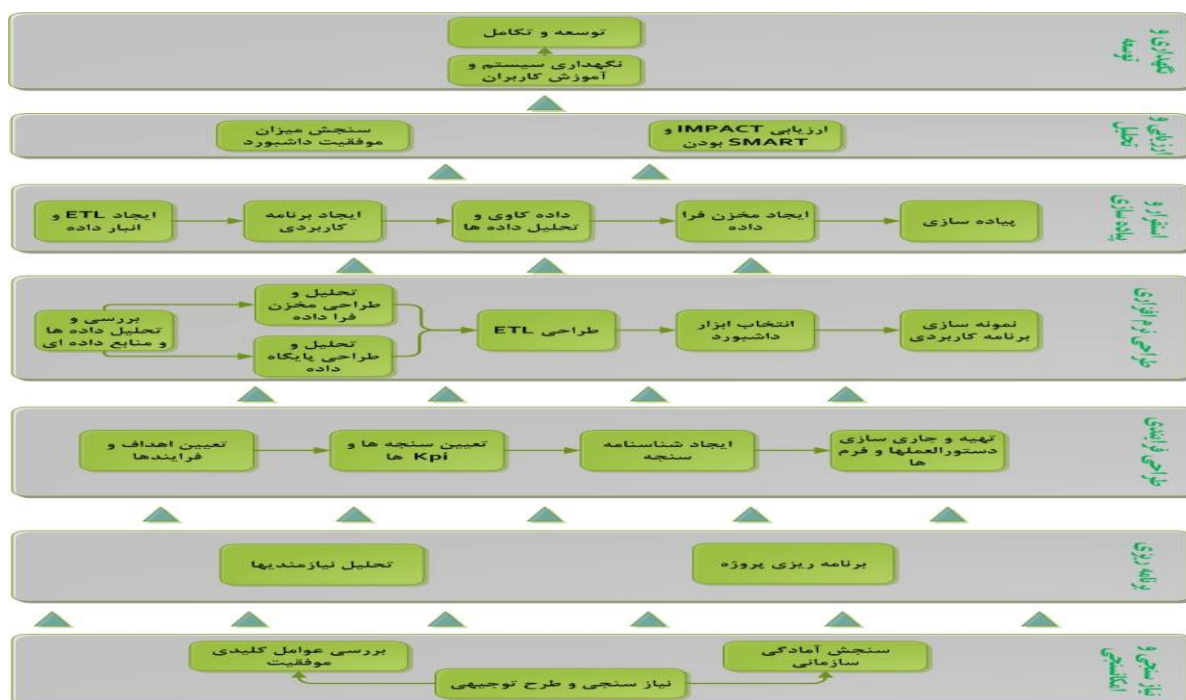 توسعه و تکامل
نگهداری سیستم و
آموزش کاربران
نگهداری و
توسعه
ارزیابی IMPACT و
SMART بودن
سنجش میزان
موفقیت داشبورد
ارزیابی و
تحلیل
ایجاد ETL و
انبار داده
ایجاد برنامه
کاربردی
داده کاوی و
تحلیل داده ها
ایجاد مخزن فرا
داده
پیاده سازی
استقرار و
پیاده سازی
بررسی و
تحلیل داده ها
و منابع داده ای
تحلیل و
طراحی مخزن
فرا داده
تحلیل و
طراحی پایگاه
داده
طراحی ETL
انتخاب ابزار
داشبورد
نمونه سازی
برنامه کاربردی
طراحی نرم افزاری
تعیین اهداف و
فرایندها
تعیین سنجه ها و
Kpi ها
ایجاد شناسنامه
سنجه
تهیه و جاری سازی
دستورالعملها و فرم
ها
طراحی فرایندی
تحلیل نیازمندیها
برنامه ریزی پروژه
برنامه ریزی
بررسی عوامل کلیدی
موفقیت
سنجش آمادگی
سازمانی
نیاز سنجی و طرح توجیهی
نیاز سنجی و
امکانسنجی